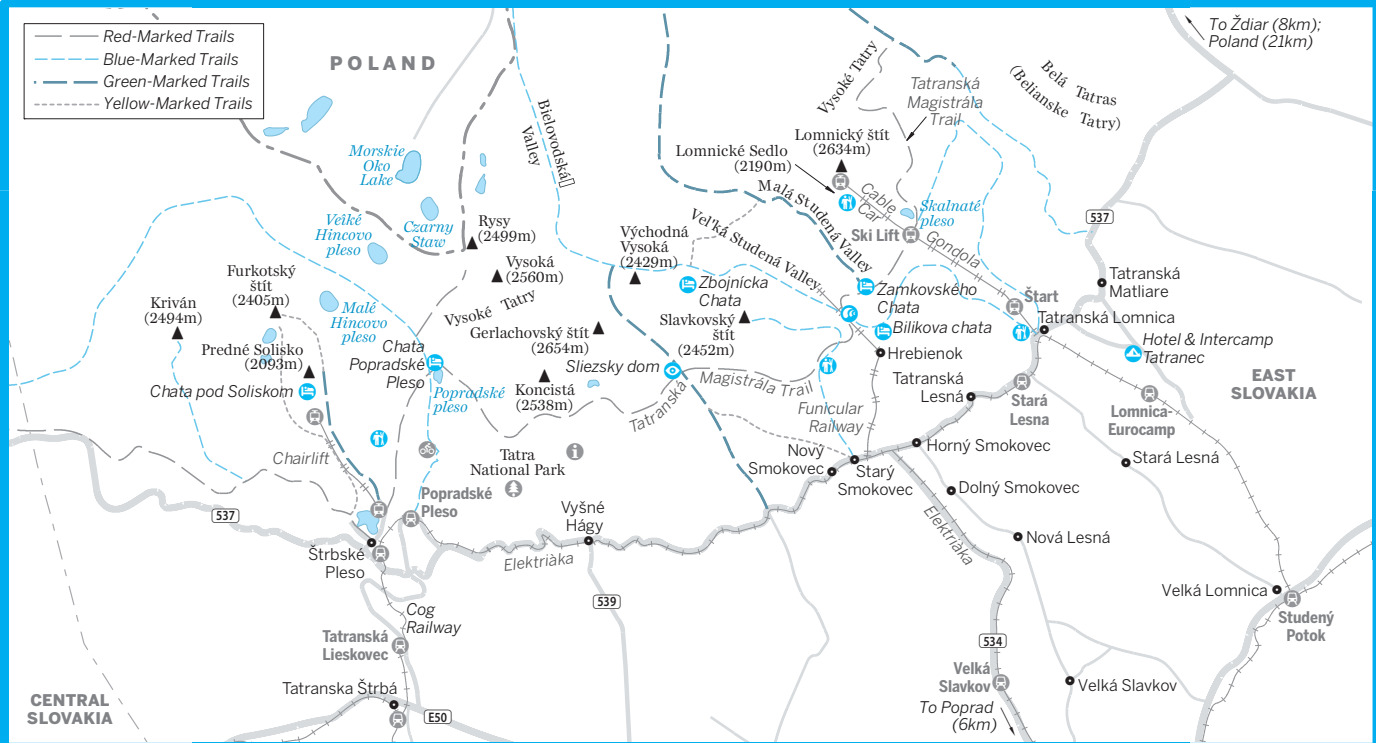 Red-Marked Trails
Blue-Marked Trails
Green-Marked Trails
Yellow-Marked Trails
POLAND
To Ždiar (8km);
Poland (21km)
Belá Tatras
(Belianske Tatry)
Vysoké Tatry
Tatranská
Magistrála
Trail
Bielovodská
Valley
Lomnický štít
(2634m)
Lomnické Sedlo
(2190m)
Morskie
Oko
Lake
Malá Studená Valley
Cable
Car
Skalnaté
pleso
537
Veľká Studená Valley
Ski Lift
Gondola
Czarny
Staw
Rysy
(2499m)
Veľké
Hincovo
pleso
Východná
Vysoká
(2429m)
Vysoká
(2560m)
Furkotský
štít
(2405m)
Tatranská
Matliare
Zbojnícka
Chata
Zamkovského
Chata
Štart
Kriváň
(2494m)
Malé
Hincovo
pleso
Vysoké Tatry
Slavkovský
štít
(2452m)
Bilikova chata
Tatranská Lomnica
Gerlachovský štít
(2654m)
Predné Solisko
(2093m)
Chata
Popradské
Pleso
Hrebienok
Hotel & Intercamp
Tatranec
Sliezsky dom
Chata pod Soliskom
Popradské
pleso
Koncistá
(2538m)
Tatranská
Magistrála Trail
Tatranská
Lesná
Stará
Lesna
EAST
SLOVAKIA
Lomnica-
Eurocamp
Funicular
Railway
Chairlift
Tatra
National Park
Nový
Smokovec
Starý
Smokovec
Horný Smokovec
Stará Lesná
Popradské
Pleso
Dolný Smokovec
537
Vyšné
Hágy
Elektriàka
Nová Lesná
Štrbské
Pleso
Elektriàka
Velká Lomnica
539
Cog
Railway
Studený
Potok
Tatranská
Lieskovec
534
Velká
Slavkov
Velká Slavkov
Tatranska Štrbá
CENTRAL
SLOVAKIA
E50
To Poprad
(6km)